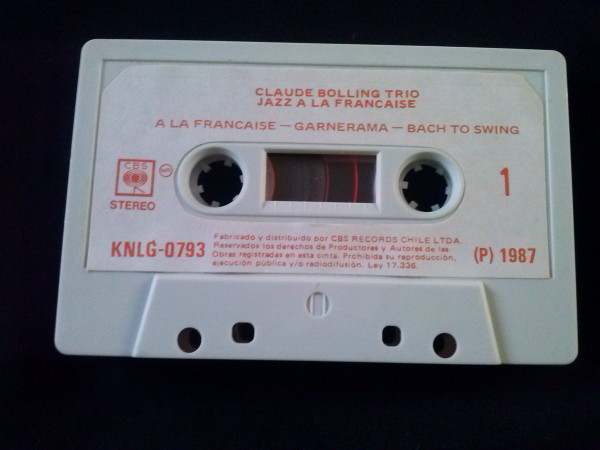 CLAUDE BOLLING TRIO
JAZZ A LA FRANCAISE
A LA FRANCAISE — GARNERAMA — BACH TO SWING
CBS
STEREO
1
KNLG-0793
Fabricado y distribuido por CBS RECORDS CHILE LTDA.
Reservados los derechos de Productores y Autores de las
Obras registradas en esta cinta. Prohibida su reproducción,
ejecución pública y/o radiodifusión. Ley 17.336.
(P) 1987